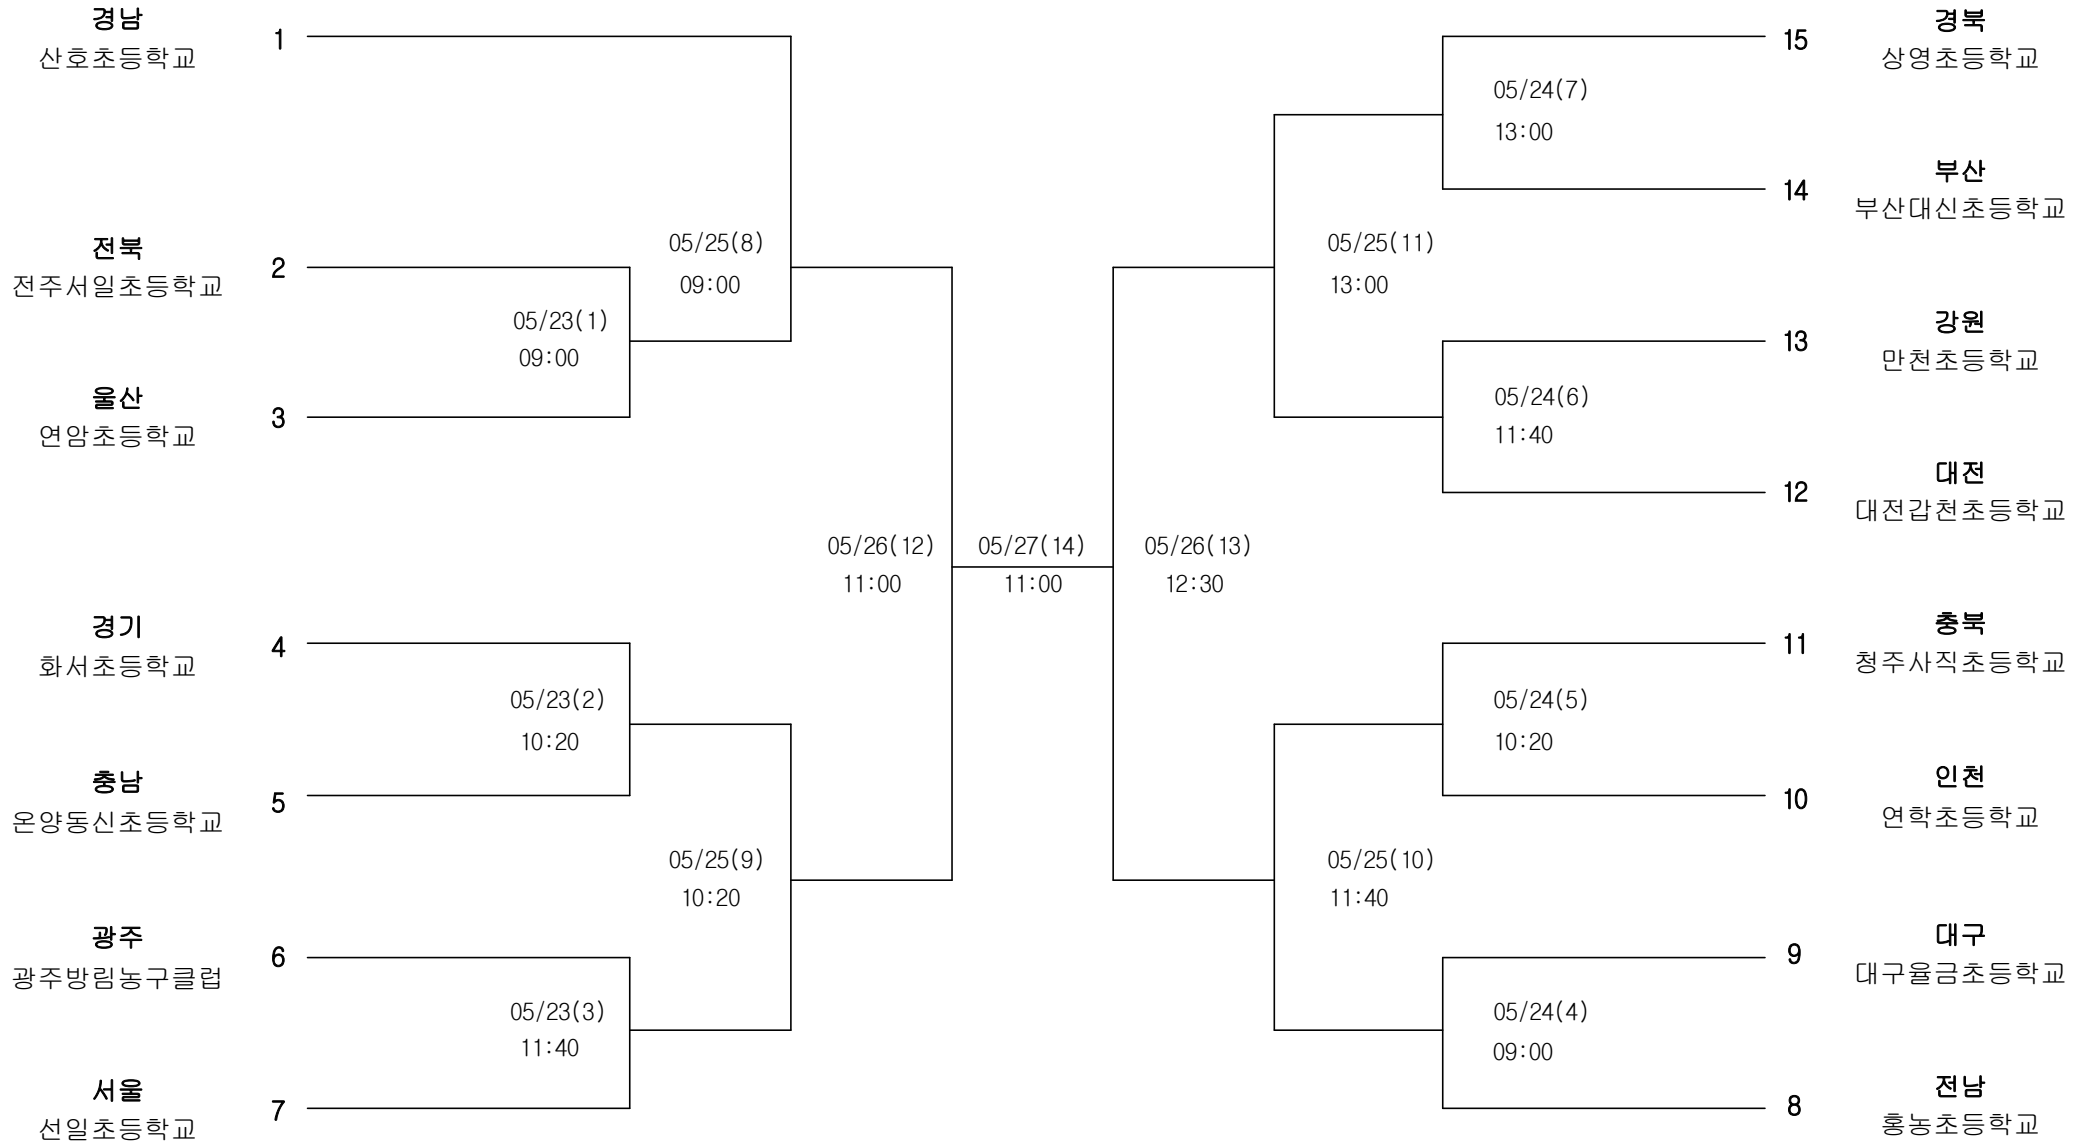 경남
산호초등학교
1
전북
전주서일초등학교
2
05/25(8)
09:00
05/23(1)
09:00
울산
연암초등학교
3
05/26(12)
11:00
경기
화서초등학교
4
05/23(2)
10:20
충남
온양동신초등학교
5
05/25(9)
10:20
광주
광주방림농구클럽
6
05/23(3)
11:40
서울
선일초등학교
7
05/27(14)
11:00
15
경북
상영초등학교
05/24(7)
13:00
14
부산
부산대신초등학교
05/25(11)
13:00
13
강원
만천초등학교
05/24(6)
11:40
12
대전
대전갑천초등학교
05/26(13)
12:30
11
충북
청주사직초등학교
05/24(5)
10:20
10
인천
연학초등학교
05/25(10)
11:40
9
대구
대구율금초등학교
05/24(4)
09:00
8
전남
홍농초등학교